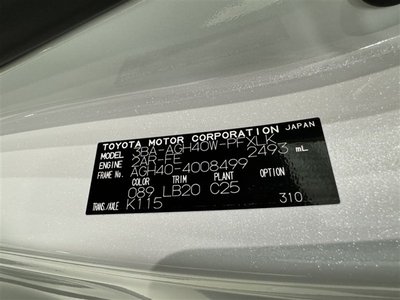 TOYOTA MOTOR CORPORATION JAPAN
MODEL 3BA-AGH40W-PFXLK
ENGINE 2AR-FE 2493 mL
FRAME No. AGH40-4008499
COLOR TRIM PLANT OPTION
089 LB20 C25
TRANS./AXLE K115 310